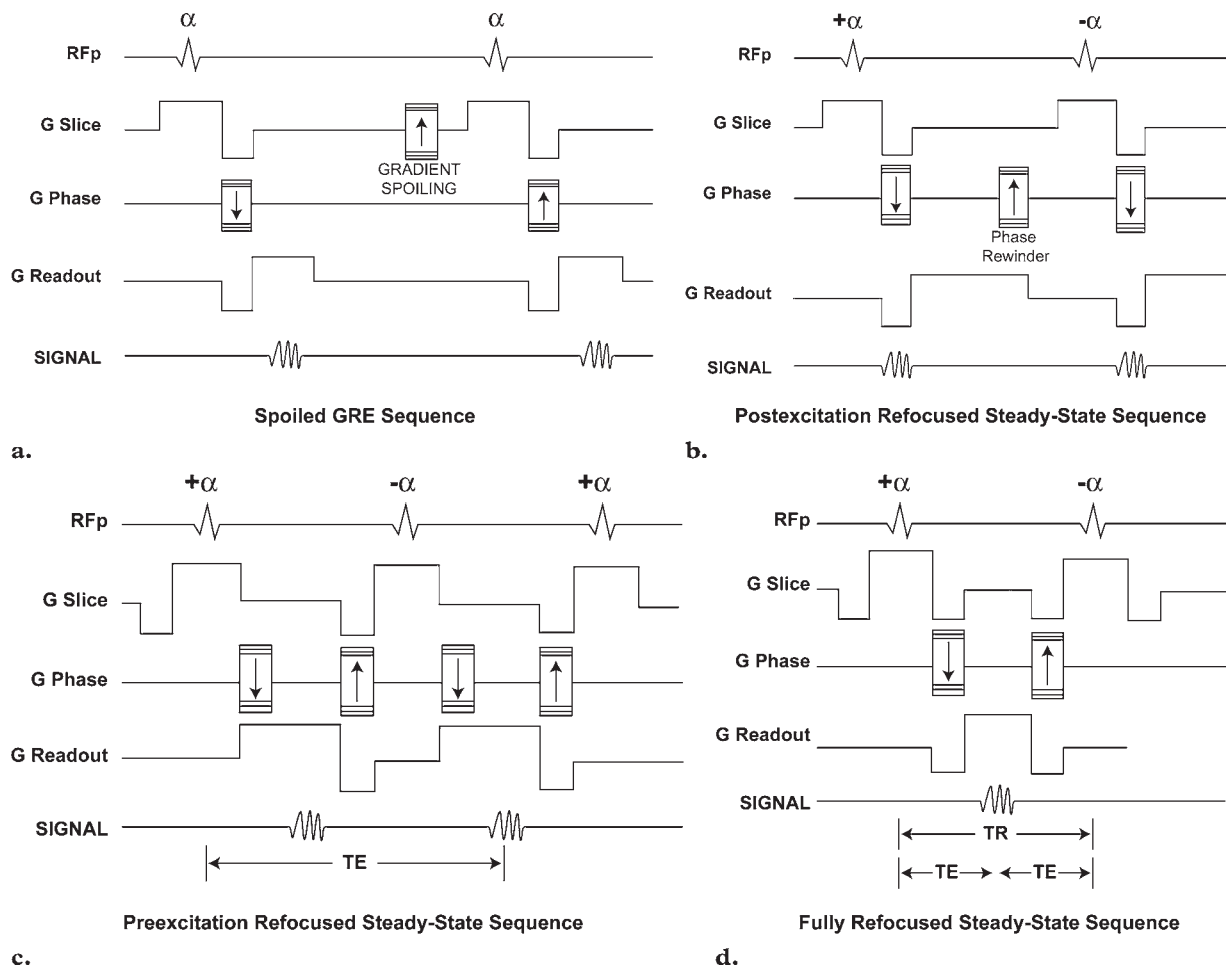 α α
RFp
G Slice
GRADIENT
SPOILING
G Phase
G Readout
SIGNAL
Spoiled GRE Sequence
a.
+α -α
RFp
G Slice
G Phase
Phase
Rewinder
G Readout
SIGNAL
Postexcitation Refocused Steady-State Sequence
b.
+α -α +α
RFp
G Slice
G Phase
G Readout
SIGNAL
TE
Preexcitation Refocused Steady-State Sequence
c.
+α -α
RFp
G Slice
G Phase
G Readout
SIGNAL
TR
TE TE
Fully Refocused Steady-State Sequence
d.